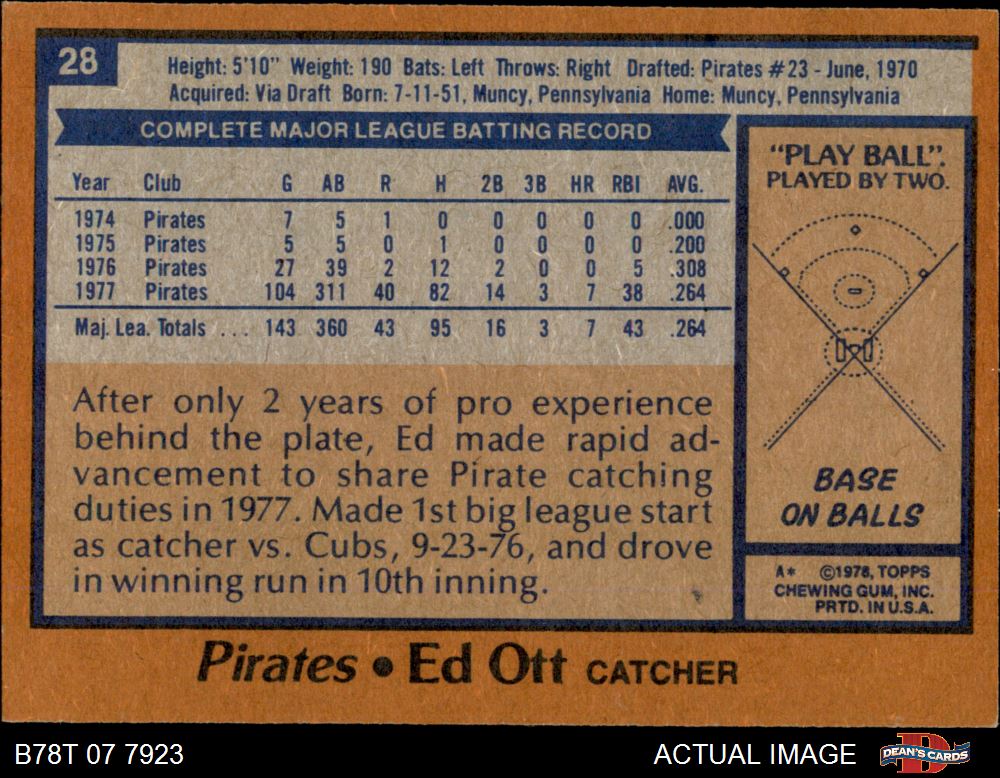 28
Height: 5'10" Weight: 190 Bats: Left Throws: Right Drafted: Pirates #23 - June, 1970
Acquired: Via Draft Born: 7-11-51, Muncy, Pennsylvania Home: Muncy, Pennsylvania
COMPLETE MAJOR LEAGUE BATTING RECORD
Year Club G AB R H 2B 3B HR RBI AVG.
1974 Pirates 7 5 1 0 0 0 0 0 .000
1975 Pirates 5 5 0 1 0 0 0 0 .200
1976 Pirates 27 39 2 12 2 0 0 5 .308
1977 Pirates 104 311 40 82 14 3 7 38 .264
Maj. Lea. Totals ... 143 360 43 95 16 3 7 43 .264
After only 2 years of pro experience
behind the plate, Ed made rapid ad-
vancement to share Pirate catching
duties in 1977. Made 1st big league start
as catcher vs. Cubs, 9-23-76, and drove
in winning run in 10th inning.
"PLAY BALL".
PLAYED BY TWO.
BASE
ON BALLS
A* ©1978, TOPPS
CHEWING GUM, INC.
PRTD. IN U.S.A.
Pirates • Ed Ott CATCHER
B78T 07 7923
ACTUAL IMAGE
DEAN'S CARDS